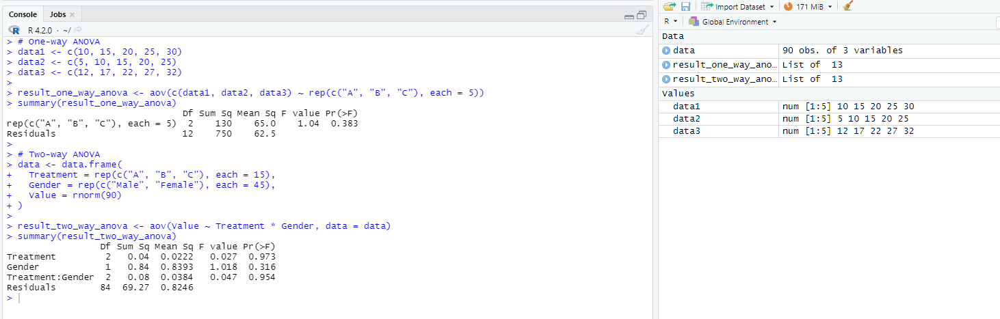 Console Jobs
R 4.2.0 · ~/
> # One-way ANOVA
> data1 <- c(10, 15, 20, 25, 30)
> data2 <- c(5, 10, 15, 20, 25)
> data3 <- c(12, 17, 22, 27, 32)
>
> result_one_way_anova <- aov(c(data1, data2, data3) ~ rep(c("A", "B", "C"), each = 5))
> summary(result_one_way_anova)
                                Df Sum Sq Mean Sq F value Pr(>F)
rep(c("A", "B", "C"), each = 5)  2    130    65.0    1.04  0.383
Residuals                       12    750    62.5
>
> # Two-way ANOVA
> data <- data.frame(
+   Treatment = rep(c("A", "B", "C"), each = 15),
+   Gender = rep(c("Male", "Female"), each = 45),
+   Value = rnorm(90)
+ )
>
> result_two_way_anova <- aov(Value ~ Treatment * Gender, data = data)
> summary(result_two_way_anova)
                 Df Sum Sq Mean Sq F value Pr(>F)
Treatment         2   0.04  0.0222   0.027  0.973
Gender            1   0.84  0.8393   1.018  0.316
Treatment:Gender  2   0.08  0.0384   0.047  0.954
Residuals        84  69.27  0.8246
>
Import Dataset 171 MiB
R Global Environment
Data
data 90 obs. of 3 variables
result_one_way_ano… List of 13
result_two_way_ano… List of 13
Values
data1 num [1:5] 10 15 20 25 30
data2 num [1:5] 5 10 15 20 25
data3 num [1:5] 12 17 22 27 32